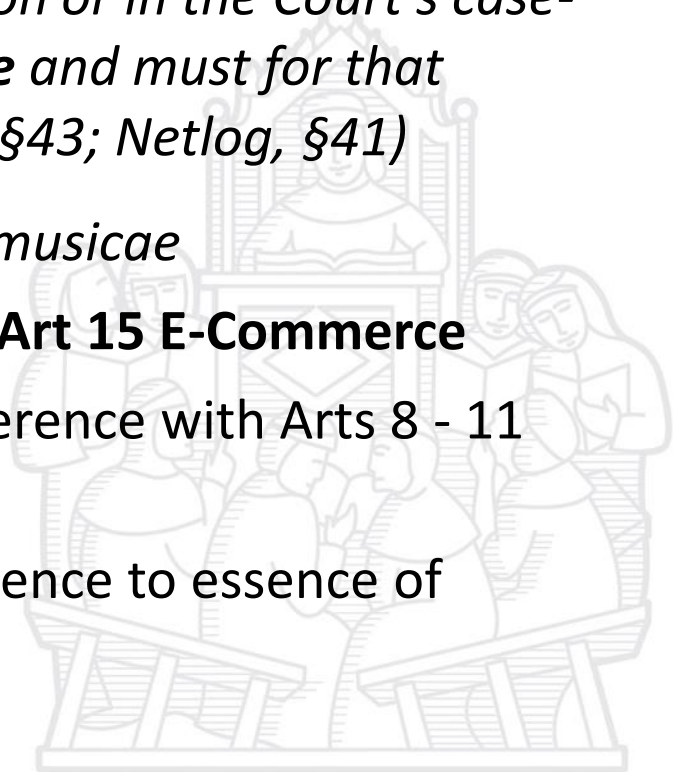 on or in the Court's case-
e and must for that
§43; Netlog, §41)
musicae
Art 15 E-Commerce
erence with Arts 8 - 11
ence to essence of